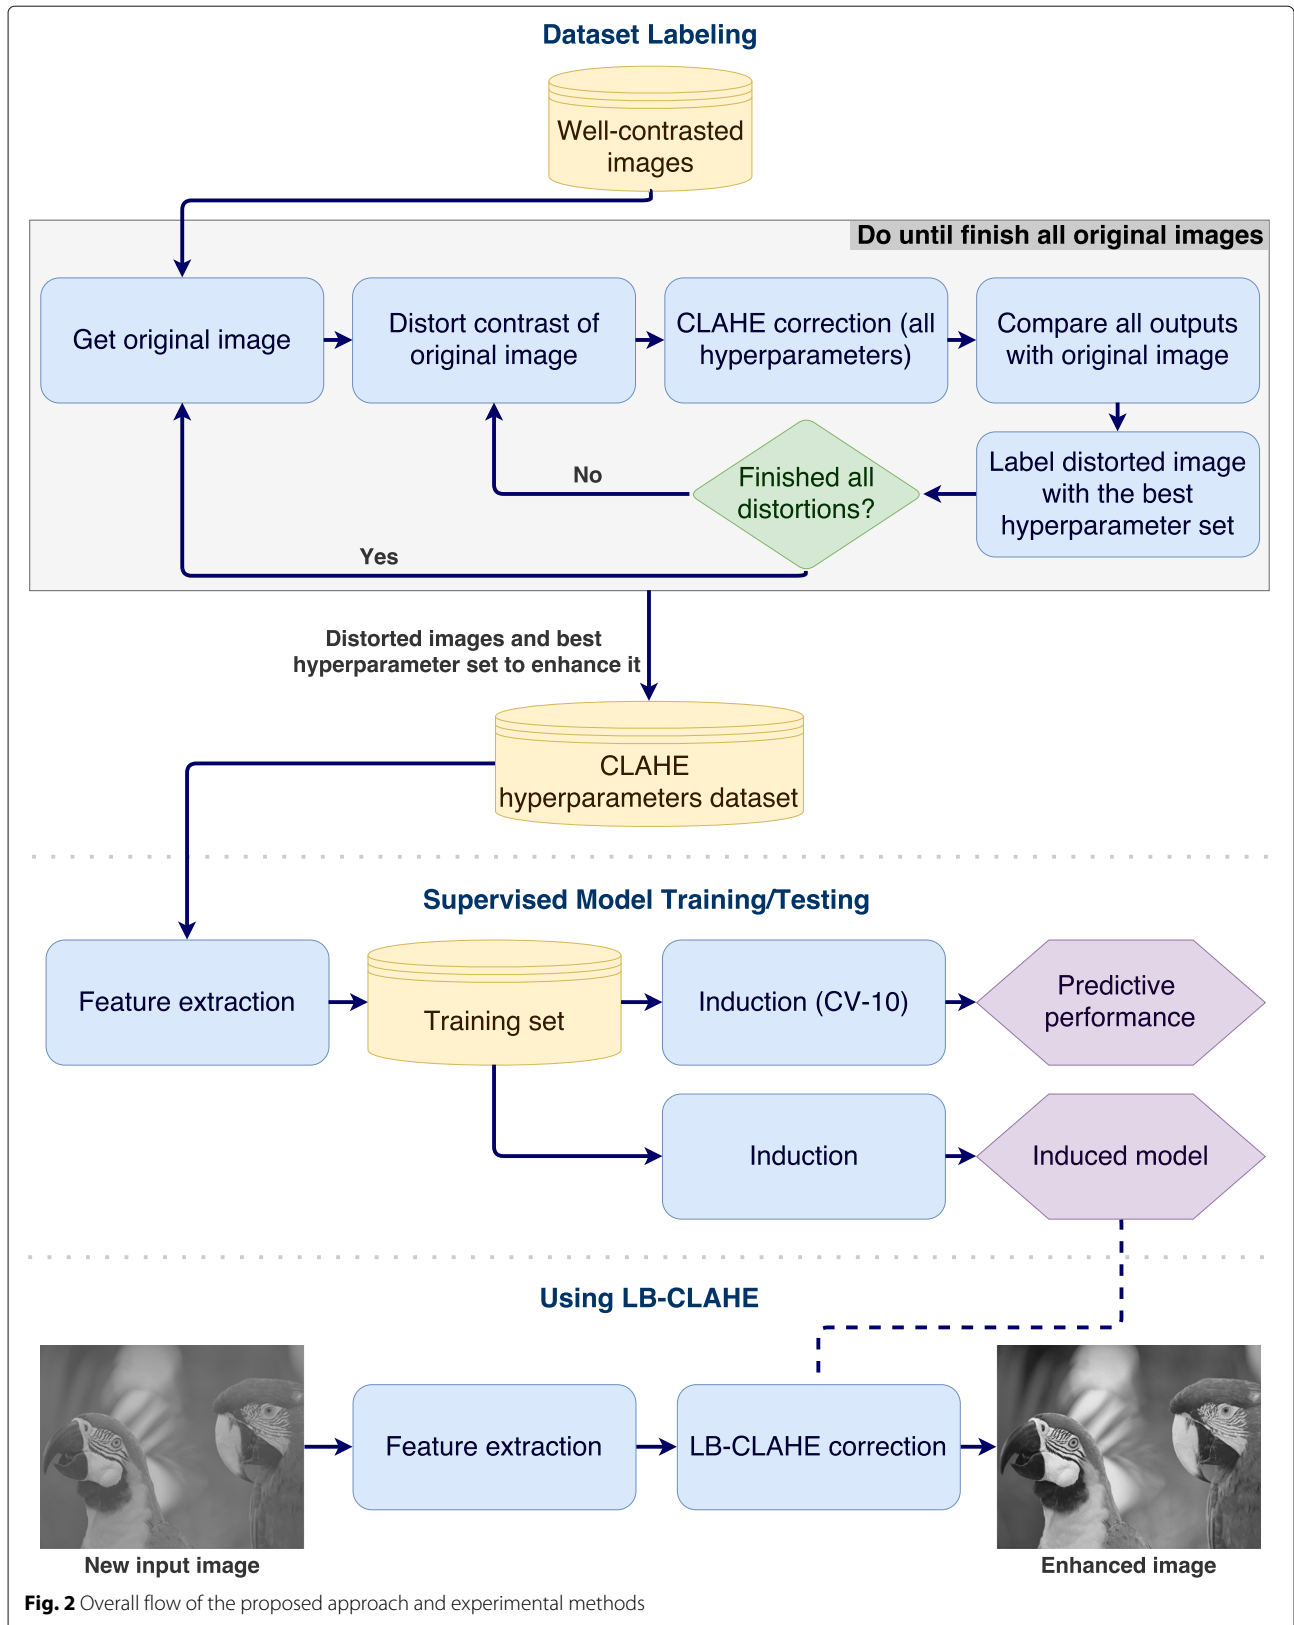 Dataset Labeling
Well-contrasted
images
Do until finish all original images
Get original image
Distort contrast of
original image
CLAHE correction (all
hyperparameters)
Compare all outputs
with original image
Label distorted image
with the best
hyperparameter set
Finished all
distortions?
No
Yes
Distorted images and best
hyperparameter set to enhance it
CLAHE
hyperparameters dataset
Supervised Model Training/Testing
Feature extraction
Training set
Induction (CV-10)
Predictive
performance
Induction
Induced model
Using LB-CLAHE
Feature extraction
LB-CLAHE correction
New input image
Enhanced image
Fig. 2 Overall flow of the proposed approach and experimental methods